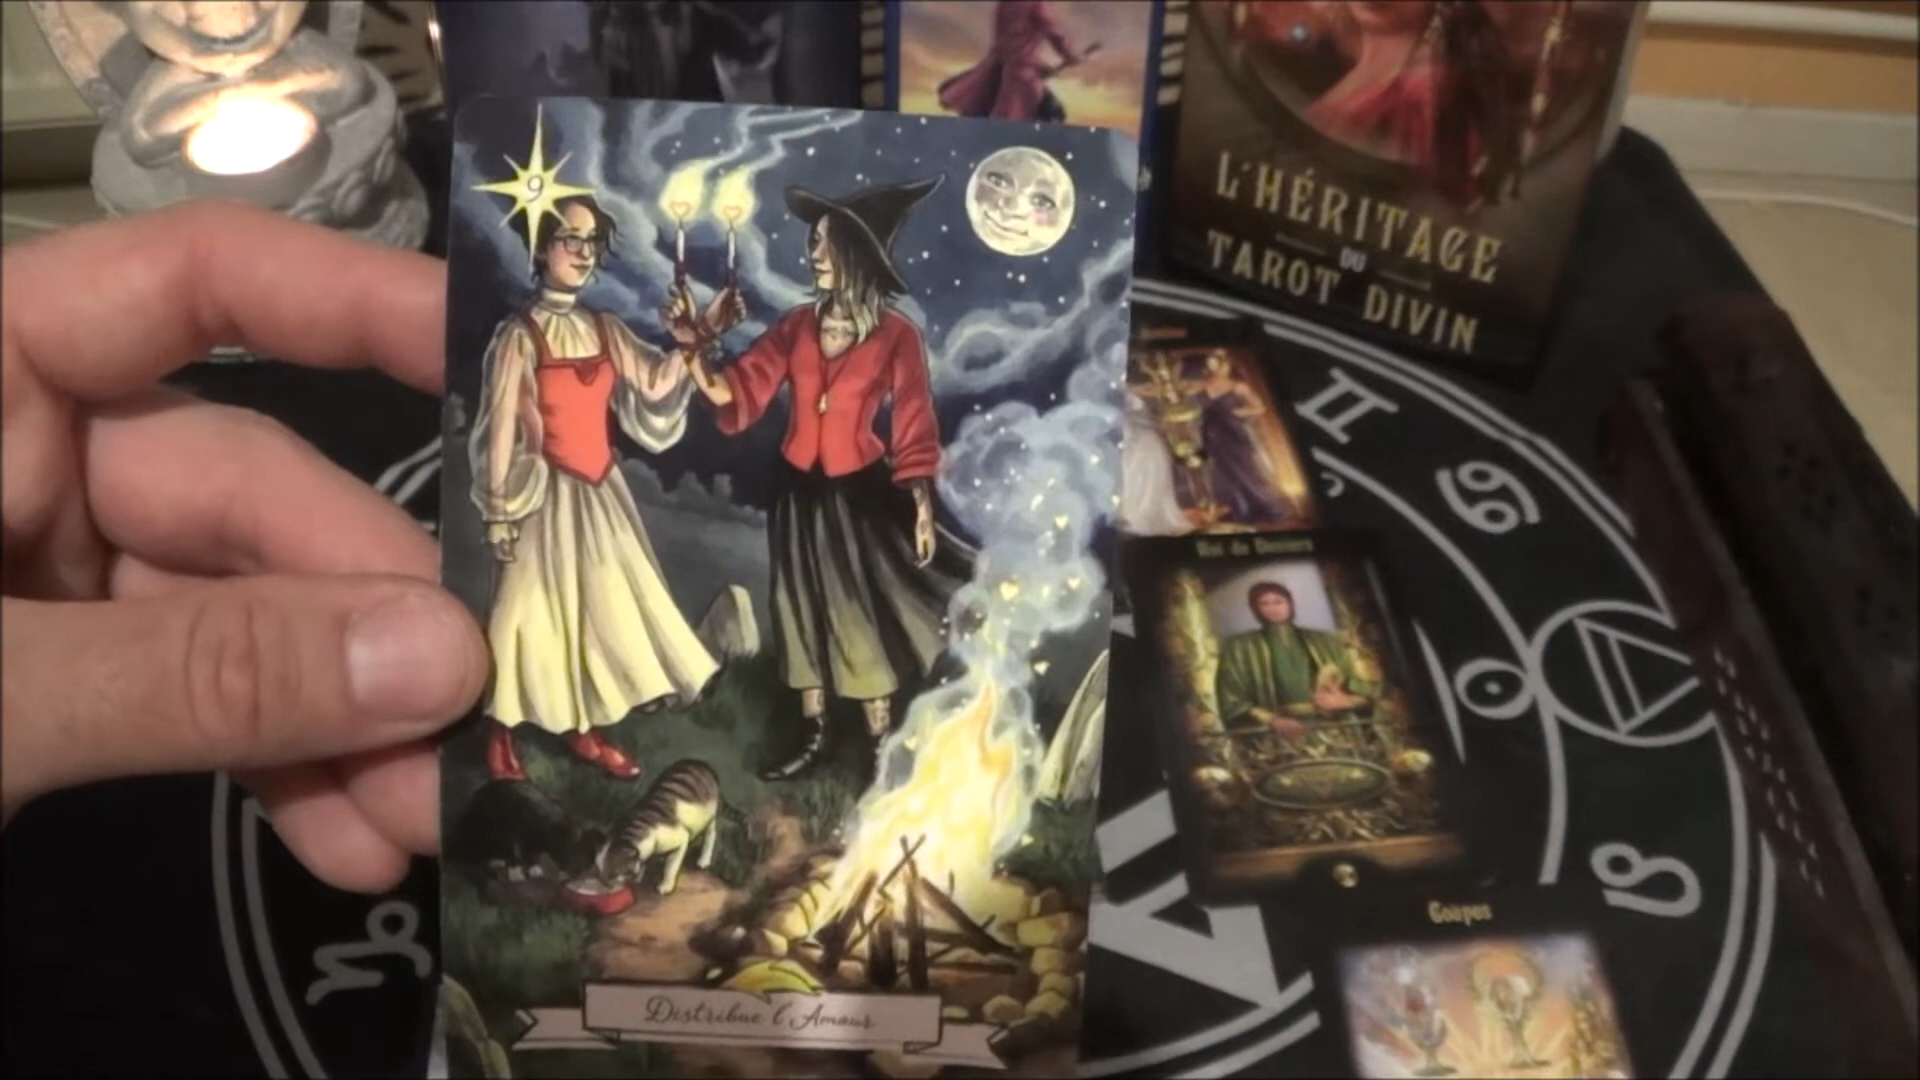 9
L'HÉRITAGE
DU
TAROT DIVIN
Roi de Deniers
Coupes
Distribue l'Amour